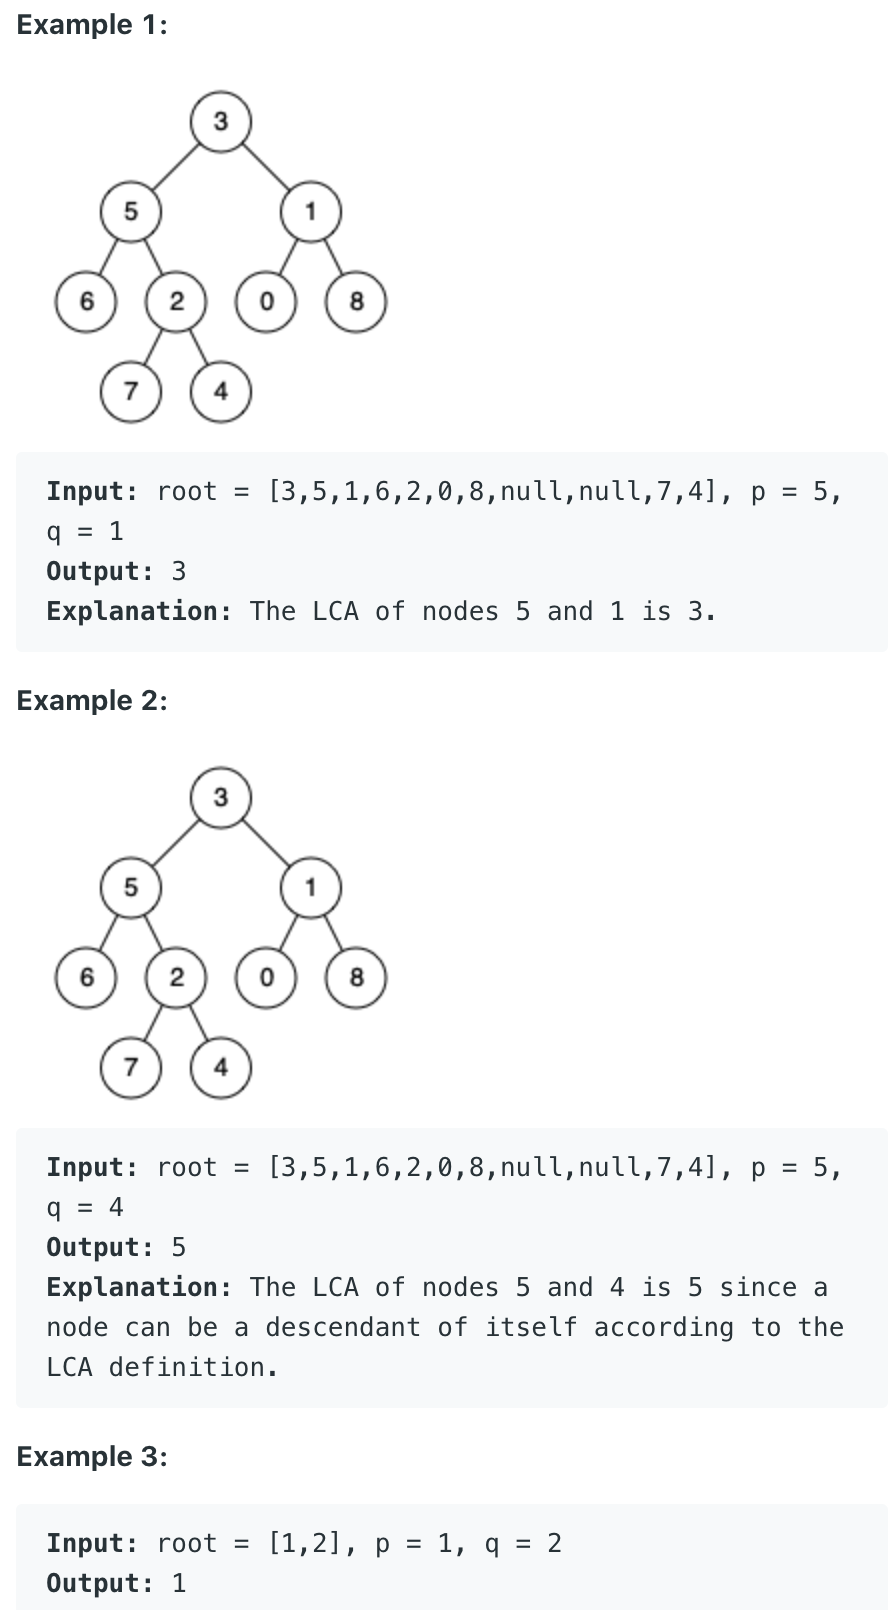 Example 1:
3
5 1
6 2 0 8
7 4
Input: root = [3,5,1,6,2,0,8,null,null,7,4], p = 5,
q = 1
Output: 3
Explanation: The LCA of nodes 5 and 1 is 3.
Example 2:
3
5 1
6 2 0 8
7 4
Input: root = [3,5,1,6,2,0,8,null,null,7,4], p = 5,
q = 4
Output: 5
Explanation: The LCA of nodes 5 and 4 is 5 since a
node can be a descendant of itself according to the
LCA definition.
Example 3:
Input: root = [1,2], p = 1, q = 2
Output: 1